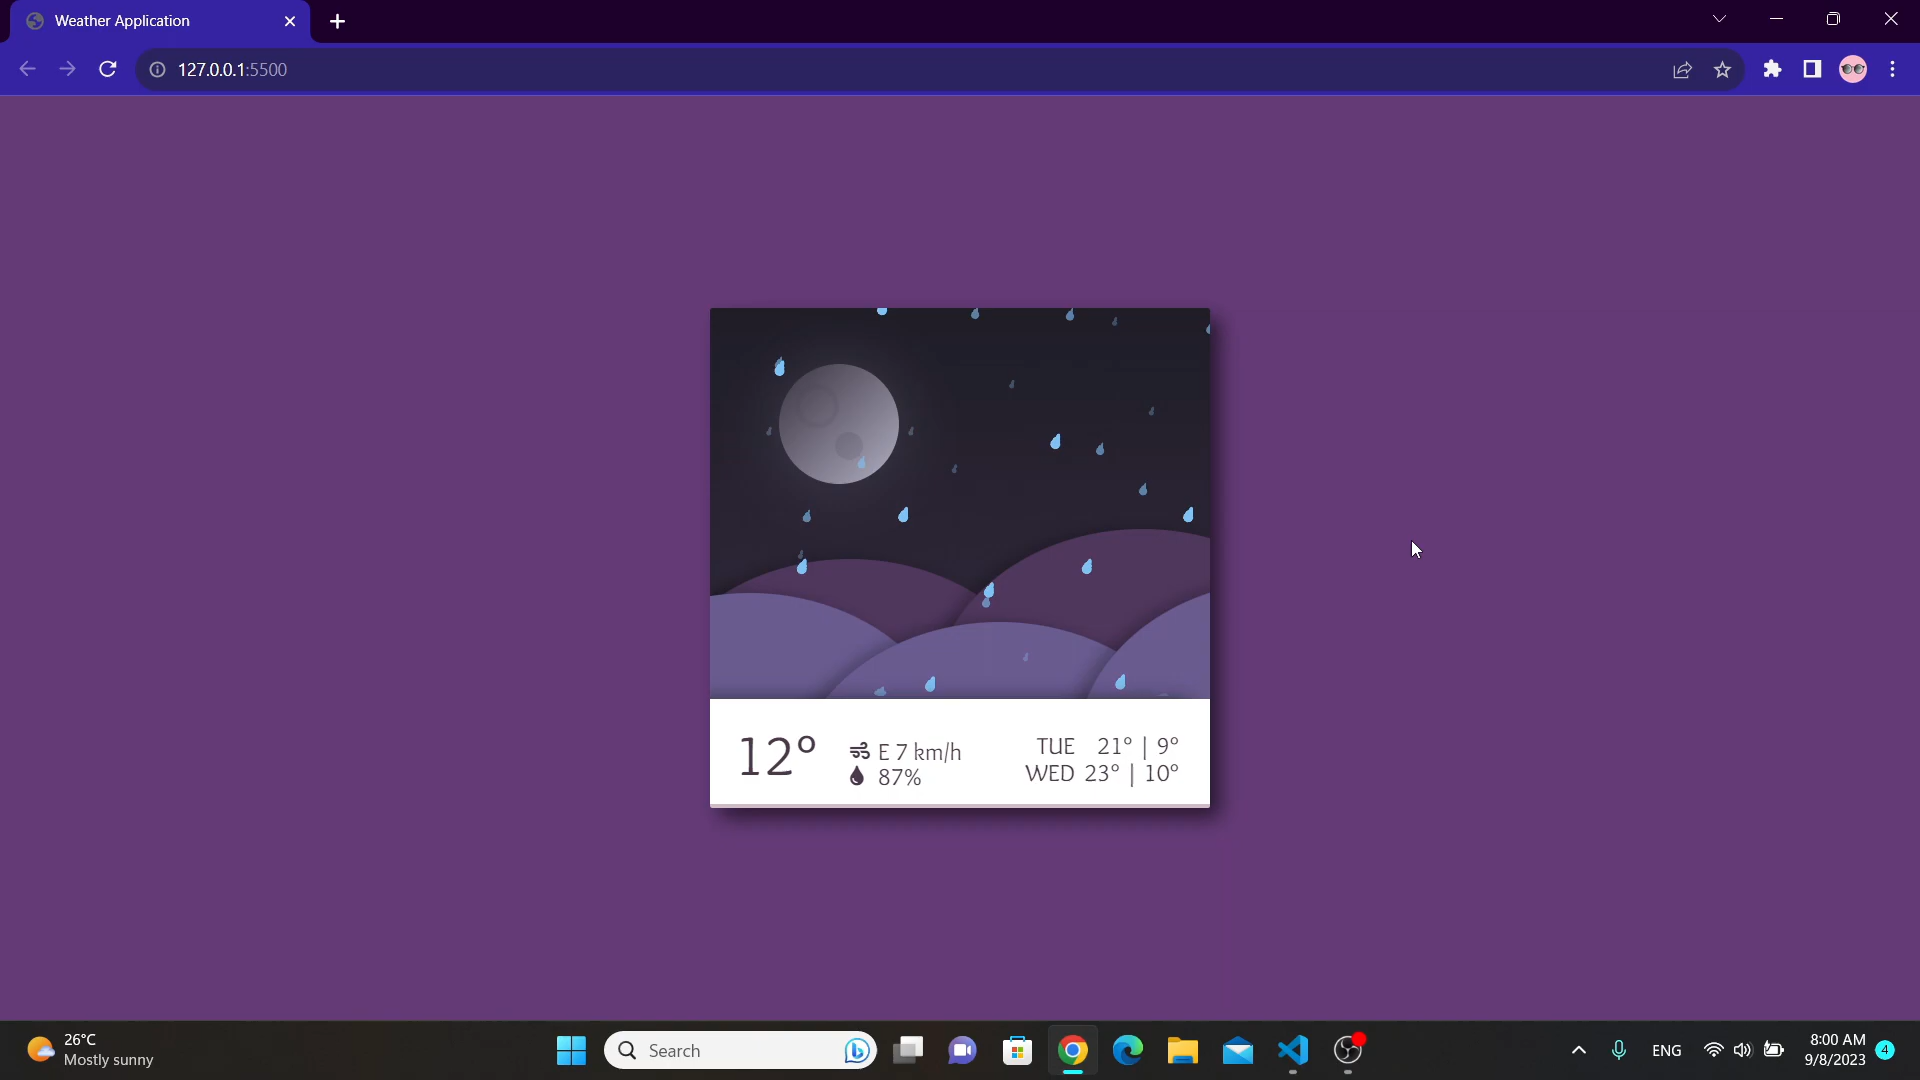 Weather Application
127.0.0.1:5500
12°
E 7 km/h
87%
TUE 21° | 9°
WED 23° | 10°
26°C
Mostly sunny
Search
ENG
8:00 AM
9/8/2023
4